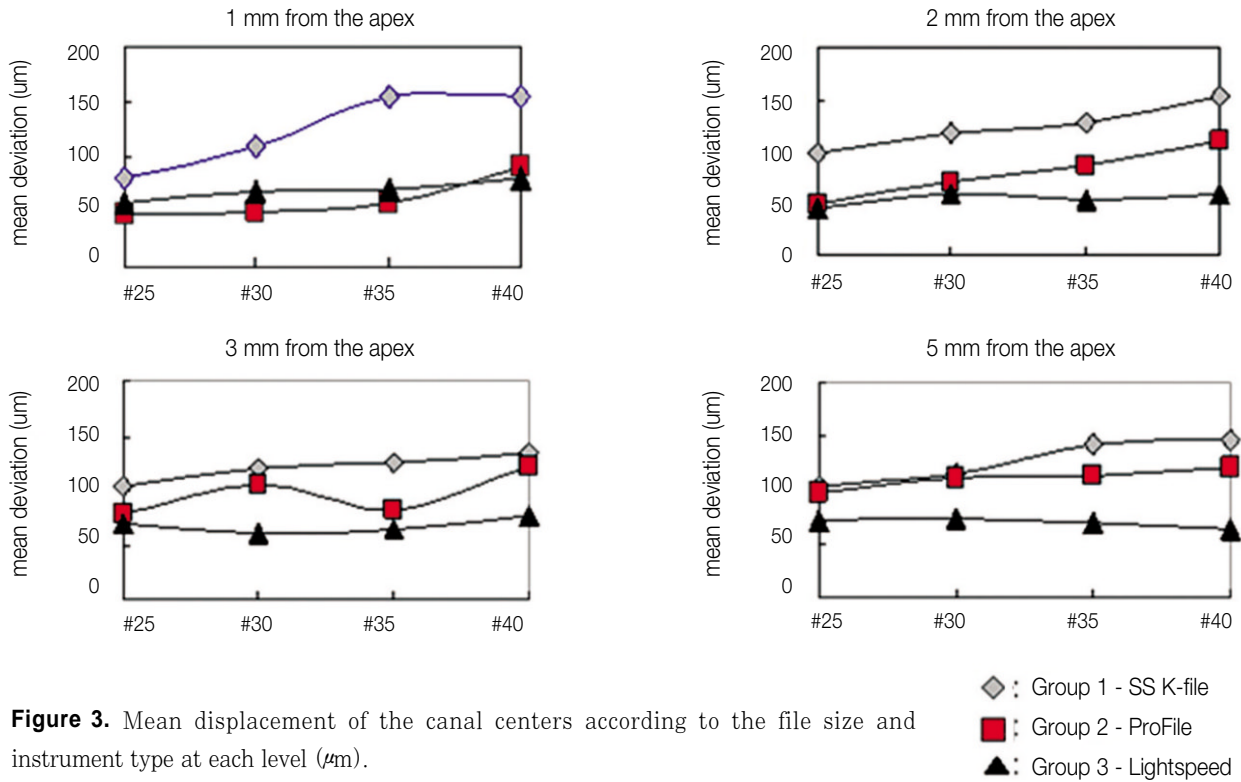 1 mm from the apex
mean deviation (um)
200
150
100
50
0
#25 #30 #35 #40
2 mm from the apex
mean deviation (um)
200
150
100
50
0
#25 #30 #35 #40
3 mm from the apex
mean deviation (um)
200
150
100
50
0
#25 #30 #35 #40
5 mm from the apex
mean deviation (um)
200
150
100
50
0
#25 #30 #35 #40
: Group 1 - SS K-file
: Group 2 - ProFile
: Group 3 - Lightspeed
Figure 3. Mean displacement of the canal centers according to the file size and
instrument type at each level (μm).